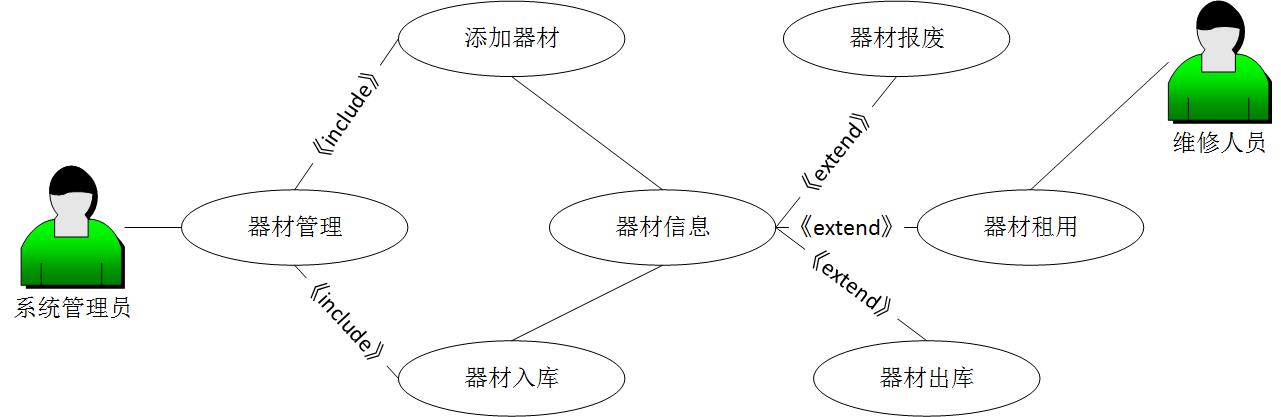 添加器材
器材报废
《include》
《extend》
维修人员
器材管理
器材信息
《extend》
器材租用
系统管理员
《include》
《extend》
器材入库
器材出库